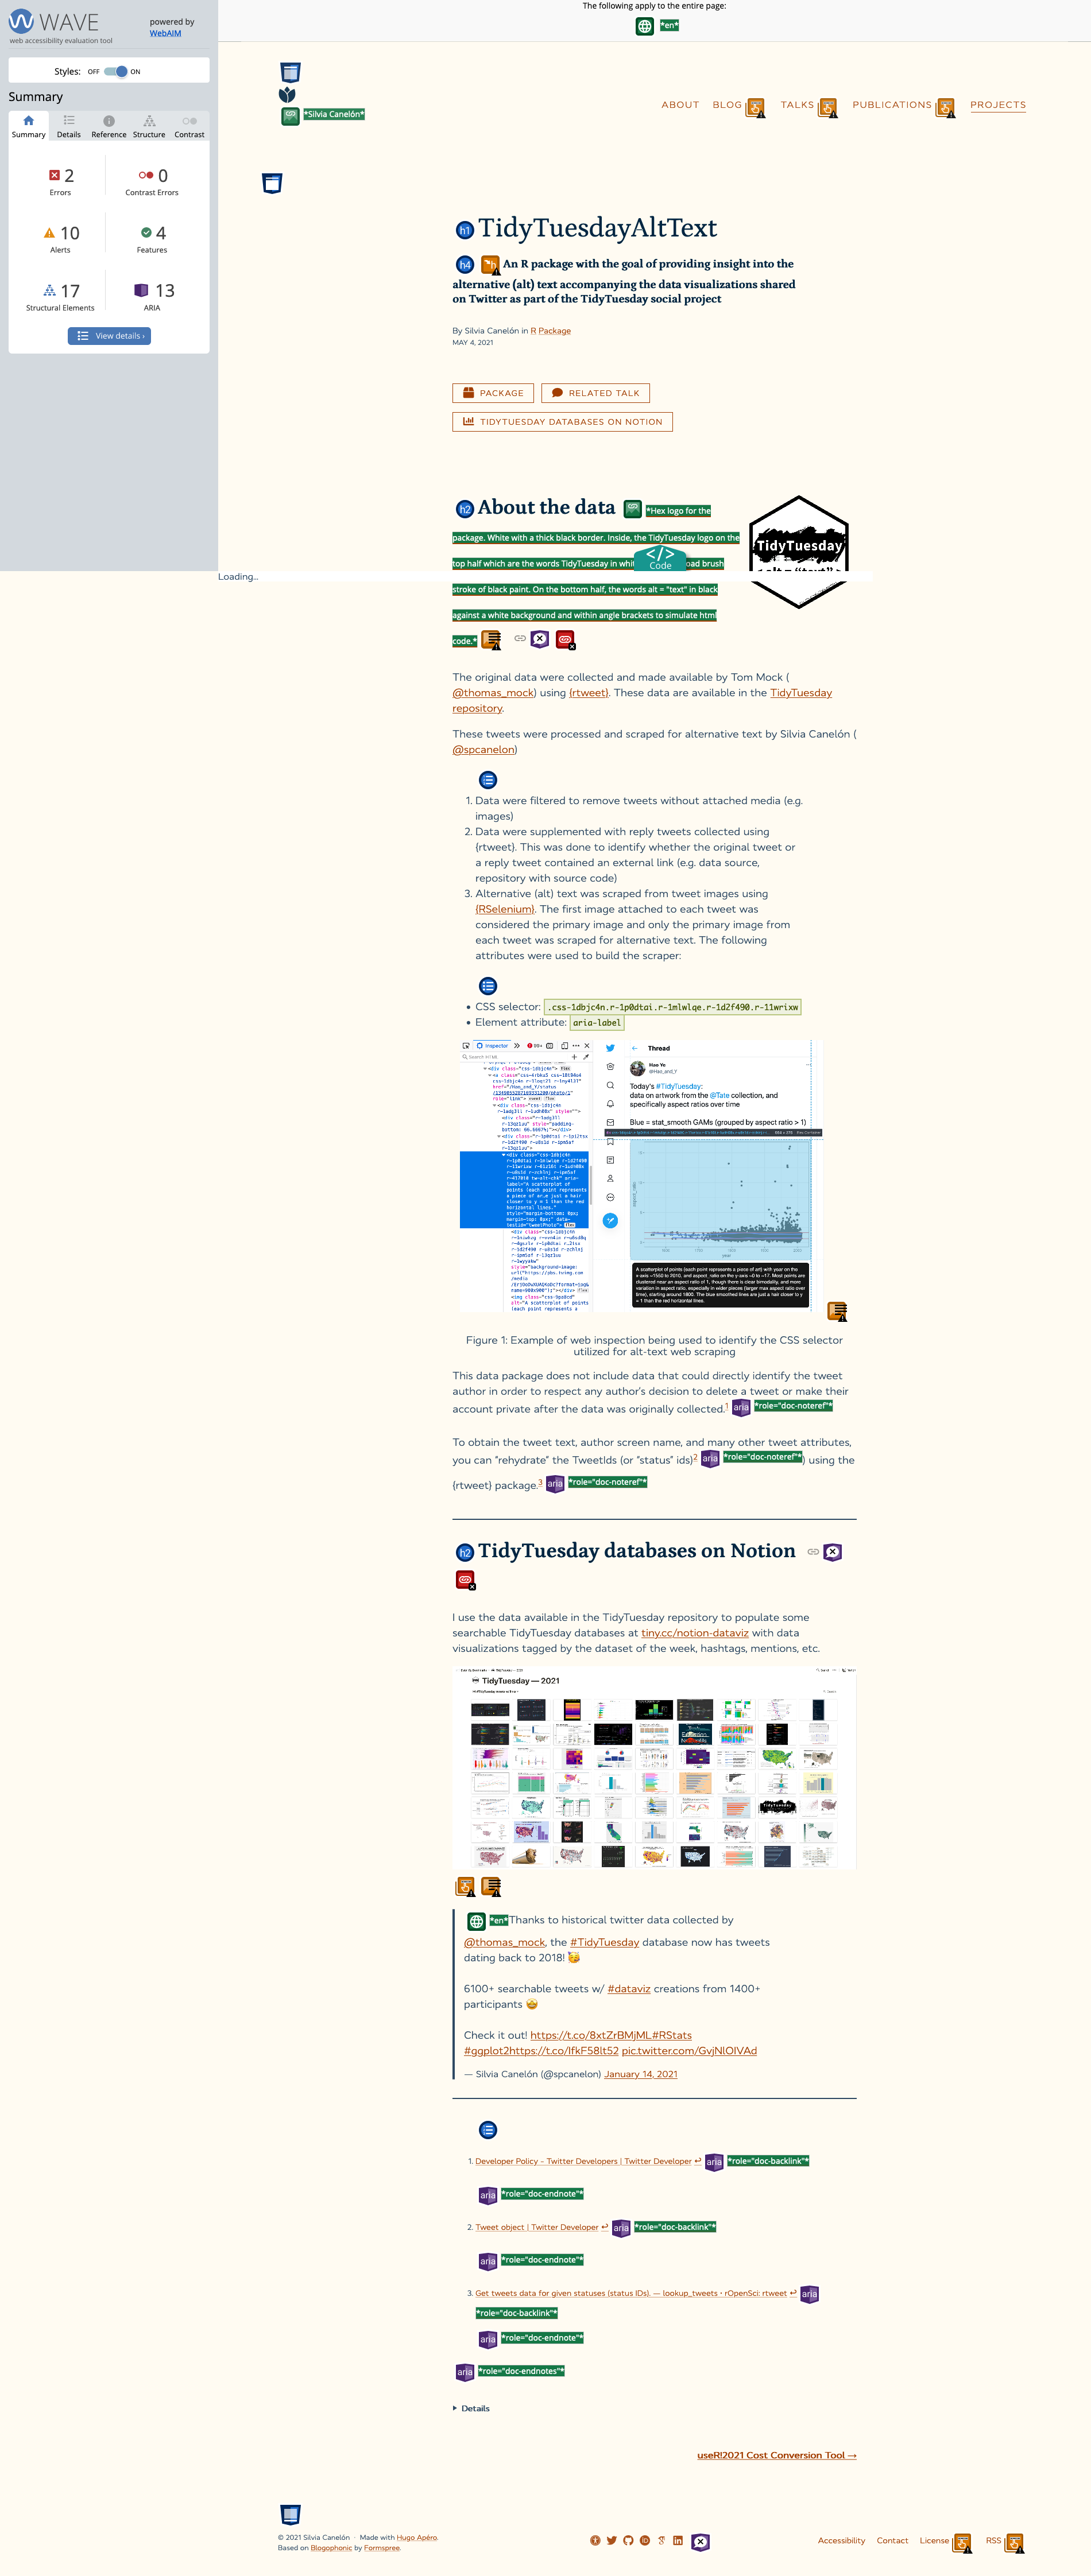 WAVE
web accessibility evaluation tool
powered by
WebAIM
Styles: OFF ON
Summary
Summary Details Reference Structure Contrast
2 Errors
0 Contrast Errors
10 Alerts
4 Features
17 Structural Elements
13 ARIA
View details ›
The following apply to the entire page:
*en*
*Silvia Canelón*
ABOUT BLOG TALKS PUBLICATIONS PROJECTS
h1 TidyTuesdayAltText
h4 h An R package with the goal of providing insight into the
alternative (alt) text accompanying the data visualizations shared
on Twitter as part of the TidyTuesday social project
By Silvia Canelón in R Package
MAY 4, 2021
PACKAGE RELATED TALK
TIDYTUESDAY DATABASES ON NOTION
h2 About the data *Hex logo for the
package. White with a thick black border. Inside, the TidyTuesday logo on the
top half which are the words TidyTuesday in whit oad brush
stroke of black paint. On the bottom half, the words alt = "text" in black
against a white background and within angle brackets to simulate html
code.*
TidyTuesday
</> Code
Loading...
The original data were collected and made available by Tom Mock (
@thomas_mock) using {rtweet}. These data are available in the TidyTuesday
repository.
These tweets were processed and scraped for alternative text by Silvia Canelón (
@spcanelon)
1. Data were filtered to remove tweets without attached media (e.g.
images)
2. Data were supplemented with reply tweets collected using
{rtweet}. This was done to identify whether the original tweet or
a reply tweet contained an external link (e.g. data source,
repository with source code)
3. Alternative (alt) text was scraped from tweet images using
{RSelenium}. The first image attached to each tweet was
considered the primary image and only the primary image from
each tweet was scraped for alternative text. The following
attributes were used to build the scraper:
• CSS selector: .css-1dbjc4n.r-1p0dtai.r-1mlwlqe.r-1d2f490.r-11wrixw
• Element attribute: aria-label
Inspector
Search HTML
Thread
Hao Ye
@Hao_and_Y
Today's #TidyTuesday:
data on artwork from the @Tate collection, and
specifically aspect ratios over time
Blue = stat_smooth GAMs (grouped by aspect ratio > 1)
year
Figure 1: Example of web inspection being used to identify the CSS selector
utilized for alt-text web scraping
This data package does not include data that could directly identify the tweet
author in order to respect any author's decision to delete a tweet or make their
account private after the data was originally collected.1 aria *role="doc-noteref"*
To obtain the tweet text, author screen name, and many other tweet attributes,
you can "rehydrate" the TweetIds (or "status" ids)2 aria *role="doc-noteref"*) using the
{rtweet} package.3 aria *role="doc-noteref"*
h2 TidyTuesday databases on Notion
I use the data available in the TidyTuesday repository to populate some
searchable TidyTuesday databases at tiny.cc/notion-dataviz with data
visualizations tagged by the dataset of the week, hashtags, mentions, etc.
TidyTuesday — 2021
*en*Thanks to historical twitter data collected by
@thomas_mock, the #TidyTuesday database now has tweets
dating back to 2018! 🥳
6100+ searchable tweets w/ #dataviz creations from 1400+
participants 🤩
Check it out! https://t.co/8xtZrBMjML#RStats
#ggplot2https://t.co/IfkF58lt52 pic.twitter.com/GvjNlOIVAd
— Silvia Canelón (@spcanelon) January 14, 2021
1. Developer Policy – Twitter Developers | Twitter Developer ↩ aria *role="doc-backlink"*
aria *role="doc-endnote"*
2. Tweet object | Twitter Developer ↩ aria *role="doc-backlink"*
aria *role="doc-endnote"*
3. Get tweets data for given statuses (status IDs). — lookup_tweets • rOpenSci: rtweet ↩ aria
*role="doc-backlink"*
aria *role="doc-endnote"*
aria *role="doc-endnotes"*
Details
useR!2021 Cost Conversion Tool →
© 2021 Silvia Canelón · Made with Hugo Apéro.
Based on Blogophonic by Formspree.
Accessibility Contact License RSS